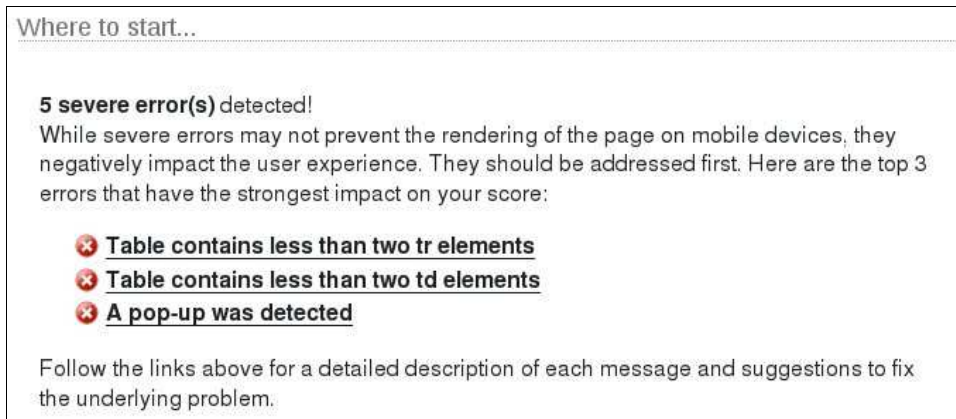 Where to start...
5 severe error(s) detected!
While severe errors may not prevent the rendering of the page on mobile devices, they
negatively impact the user experience. They should be addressed first. Here are the top 3
errors that have the strongest impact on your score:
Table contains less than two tr elements
Table contains less than two td elements
A pop-up was detected
Follow the links above for a detailed description of each message and suggestions to fix
the underlying problem.